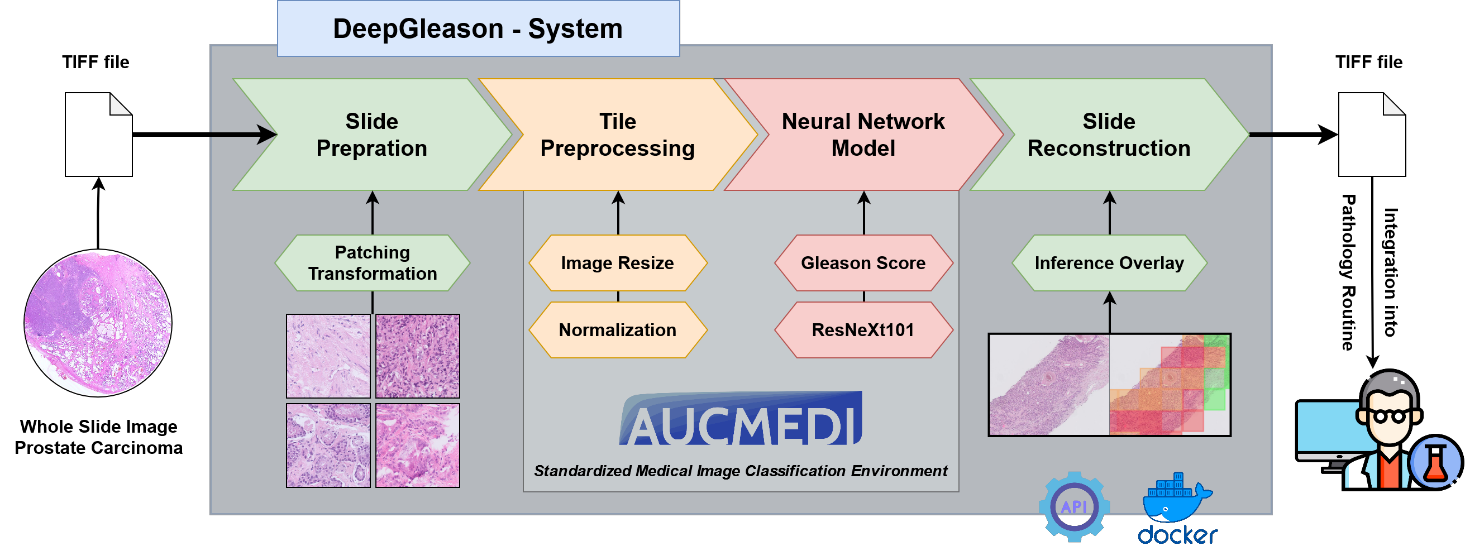 DeepGleason - System
TIFF file
Whole Slide Image
Prostate Carcinoma
Slide
Prepration
Tile
Preprocessing
Neural Network
Model
Slide
Reconstruction
Patching
Transformation
Image Resize
Normalization
Gleason Score
ResNeXt101
Inference Overlay
AUCMEDI
Standardized Medical Image Classification Environment
API
docker
TIFF file
Integration into
Pathology Routine